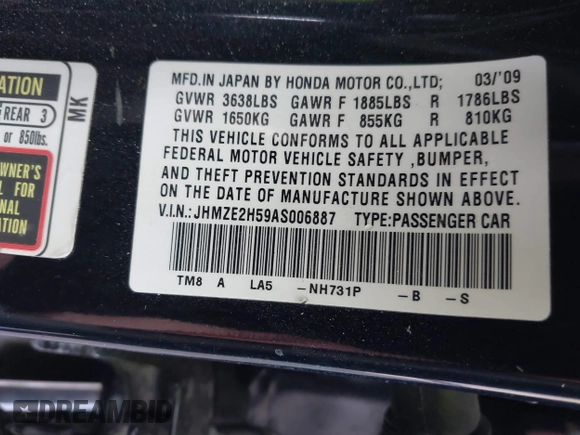 ATION
REAR 3
or 850lbs.
OWNER'S
L FOR
NAL
ATION
MK
MFD.IN JAPAN BY HONDA MOTOR CO.,LTD; 03/'09
GVWR 3638LBS GAWR F 1885LBS R 1786LBS
GVWR 1650KG GAWR F 855KG R 810KG
THIS VEHICLE CONFORMS TO ALL APPLICABLE
FEDERAL MOTOR VEHICLE SAFETY ,BUMPER,
AND THEFT PREVENTION STANDARDS IN EFFECT
ON THE DATE OF MANUFACTURE SHOWN ABOVE.
V.I.N.: JHMZE2H59AS006887 TYPE:PASSENGER CAR
TM8 A LA5 -NH731P -B -S
DREAMBID